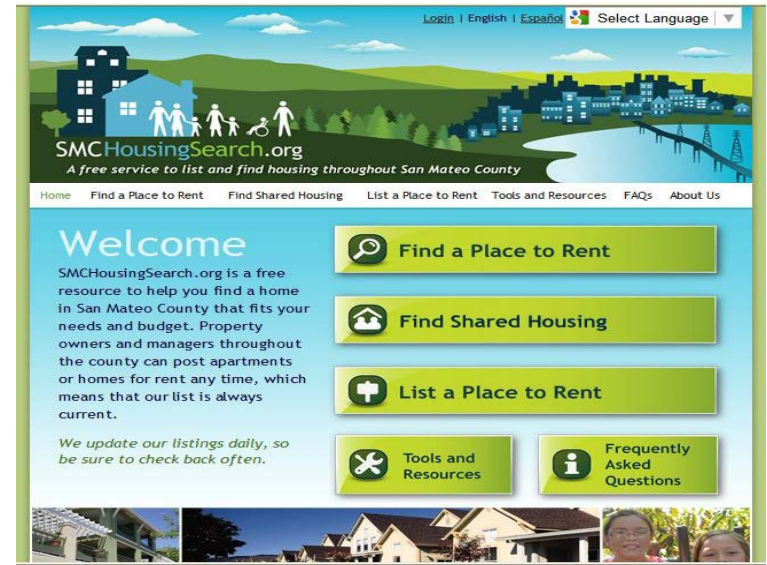 Login | English | Español Select Language ▼
SMCHousingSearch.org
A free service to list and find housing throughout San Mateo County
Home Find a Place to Rent Find Shared Housing List a Place to Rent Tools and Resources FAQs About Us
Welcome
SMCHousingSearch.org is a free
resource to help you find a home
in San Mateo County that fits your
needs and budget. Property
owners and managers throughout
the county can post apartments
or homes for rent any time, which
means that our list is always
current.
We update our listings daily, so
be sure to check back often.
Find a Place to Rent
Find Shared Housing
List a Place to Rent
Tools and
Resources
Frequently
Asked
Questions